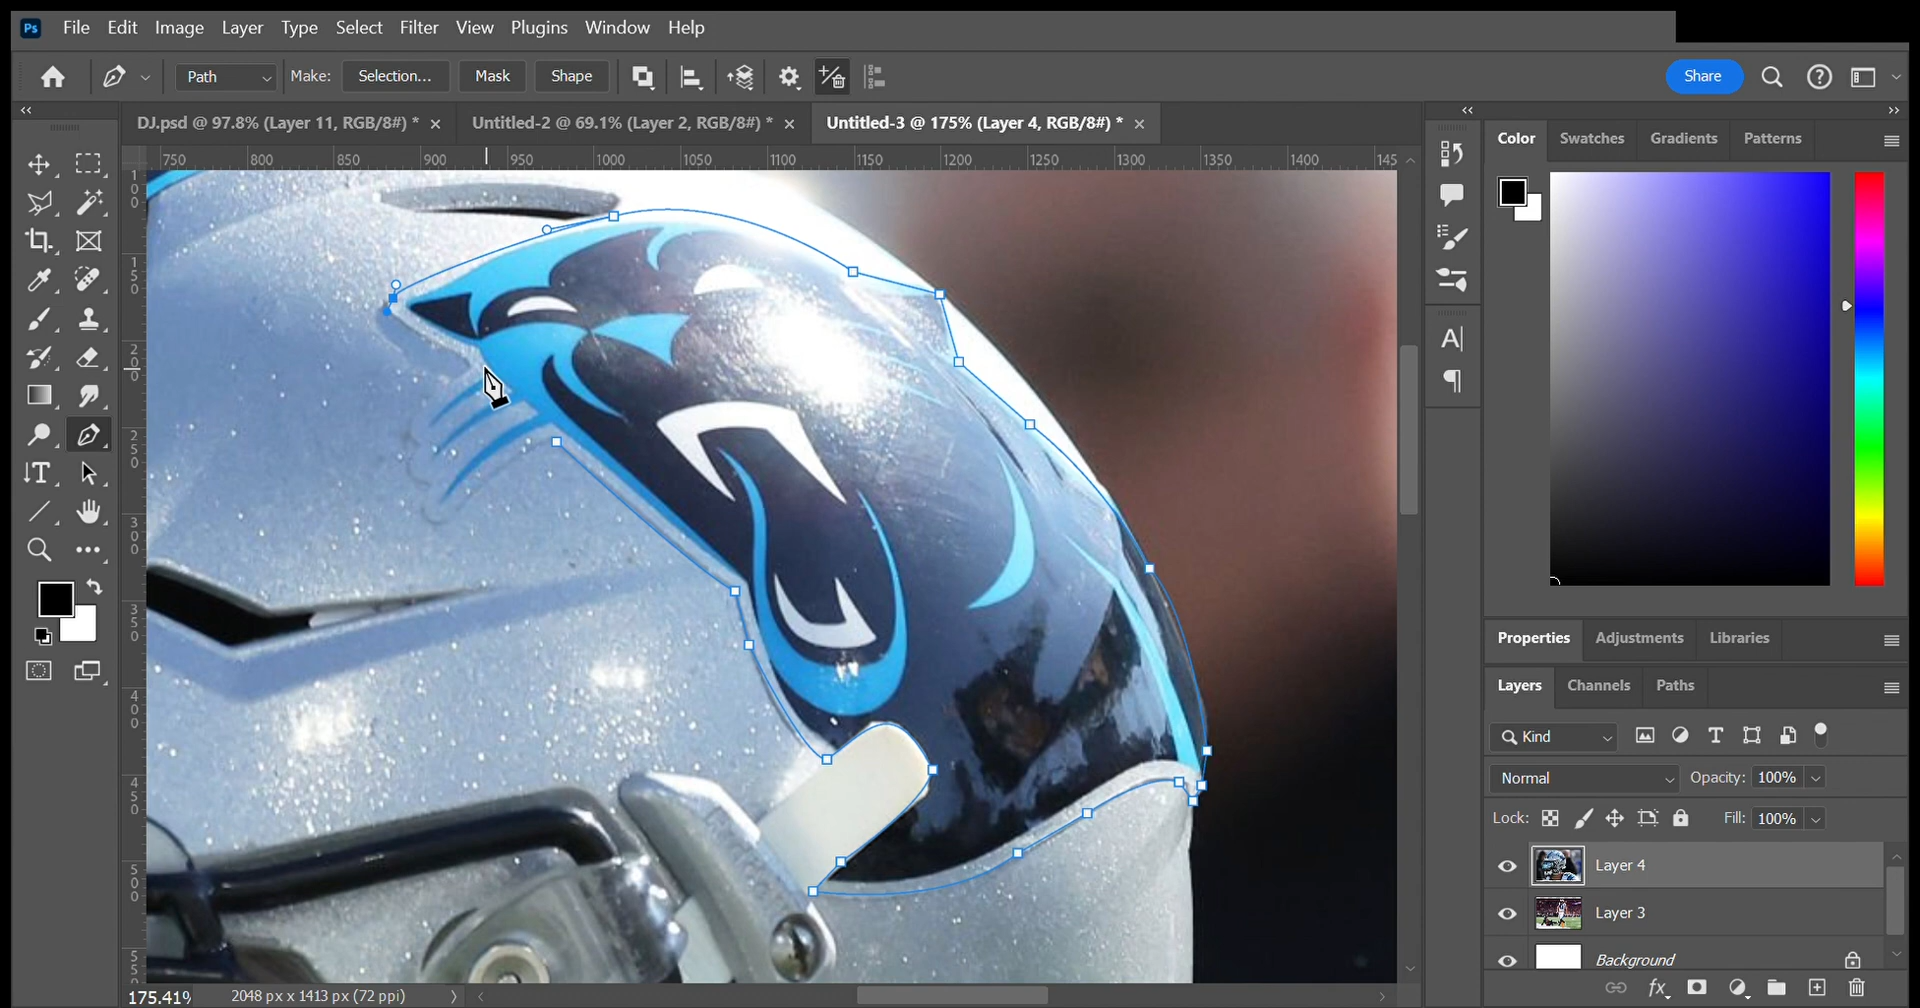 Ps File Edit Image Layer Type Select Filter View Plugins Window Help
Path Make: Selection... Mask Shape Share
DJ.psd @ 97.8% (Layer 11, RGB/8#) * Untitled-2 @ 69.1% (Layer 2, RGB/8#) * Untitled-3 @ 175% (Layer 4, RGB/8#) *
Color Swatches Gradients Patterns
750 800 850 900 950 1000 1050 1100 1150 1200 1250 1300 1350 1400 145
100
150
200
250
300
350
400
450
500
55
Properties Adjustments Libraries
Layers Channels Paths
Kind
Normal Opacity: 100%
Lock: Fill: 100%
Layer 4
Layer 3
Background
fx
175.41% 2048 px x 1413 px (72 ppi)